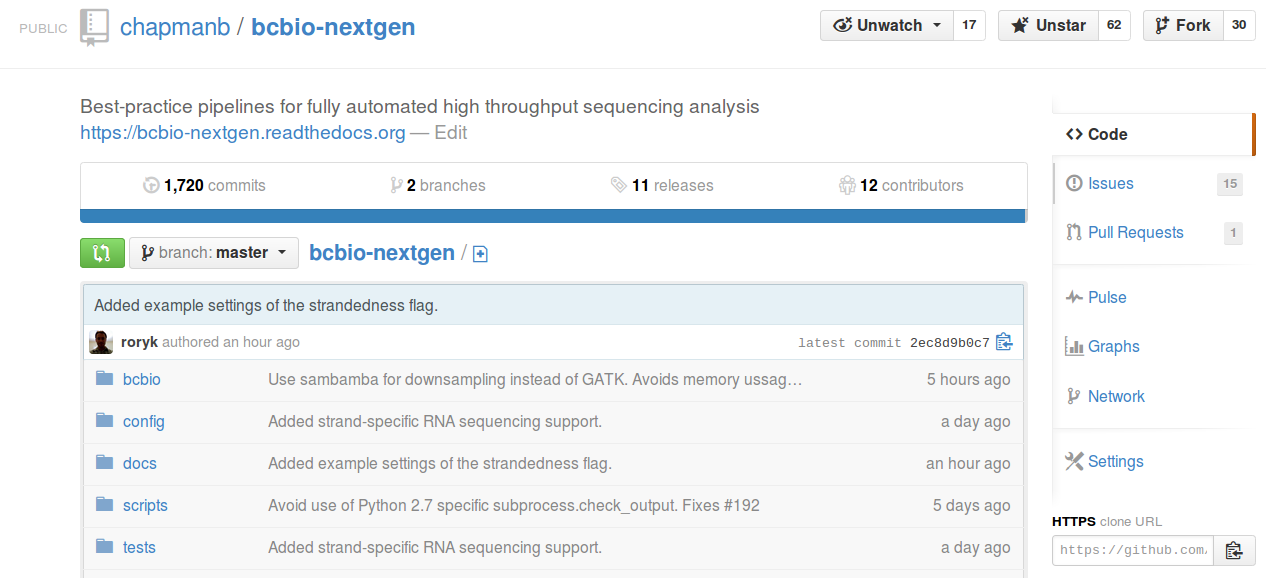 PUBLIC chapmanb / bcbio-nextgen Unwatch 17 Unstar 62 Fork 30
Best-practice pipelines for fully automated high throughput sequencing analysis
https://bcbio-nextgen.readthedocs.org — Edit
1,720 commits 2 branches 11 releases 12 contributors
branch: master bcbio-nextgen /
Added example settings of the strandedness flag.
roryk authored an hour ago latest commit 2ec8d9b0c7
bcbio Use sambamba for downsampling instead of GATK. Avoids memory ussag… 5 hours ago
config Added strand-specific RNA sequencing support. a day ago
docs Added example settings of the strandedness flag. an hour ago
scripts Avoid use of Python 2.7 specific subprocess.check_output. Fixes #192 5 days ago
tests Added strand-specific RNA sequencing support. a day ago
Code
Issues 15
Pull Requests 1
Pulse
Graphs
Network
Settings
HTTPS clone URL
https://github.com/